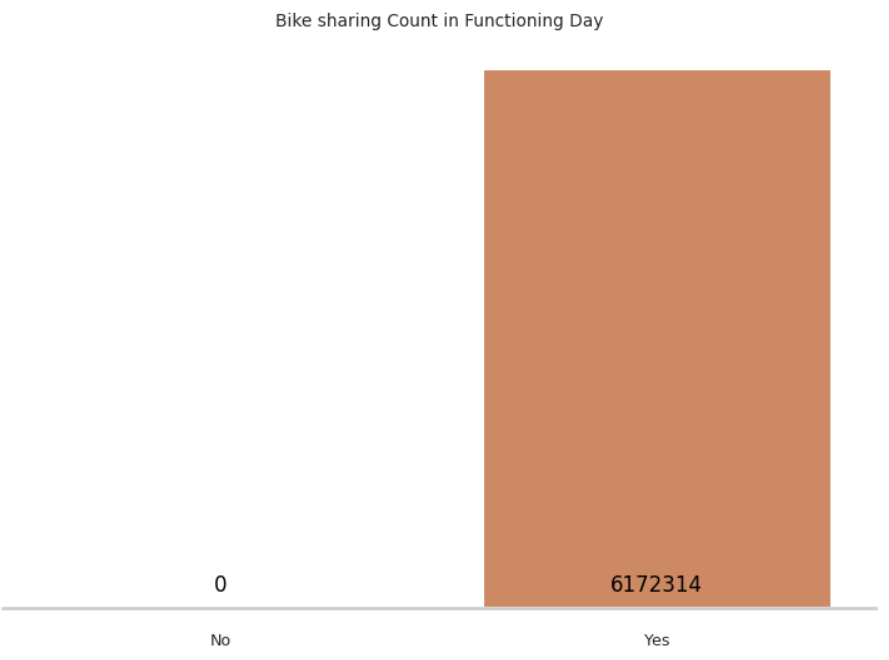 Bike sharing Count in Functioning Day
0
6172314
No
Yes